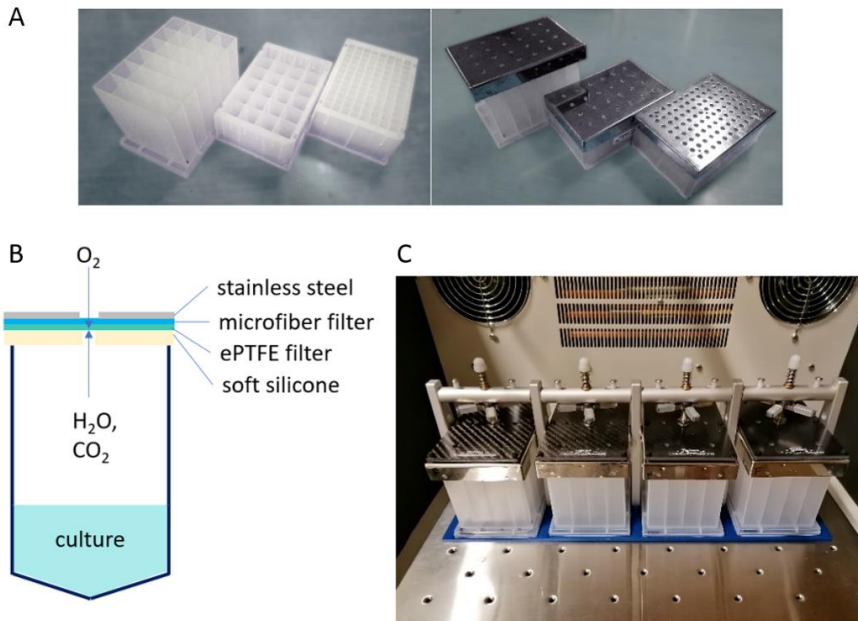 A
B
O₂
stainless steel
microfiber filter
ePTFE filter
soft silicone
H₂O,
CO₂
culture
C